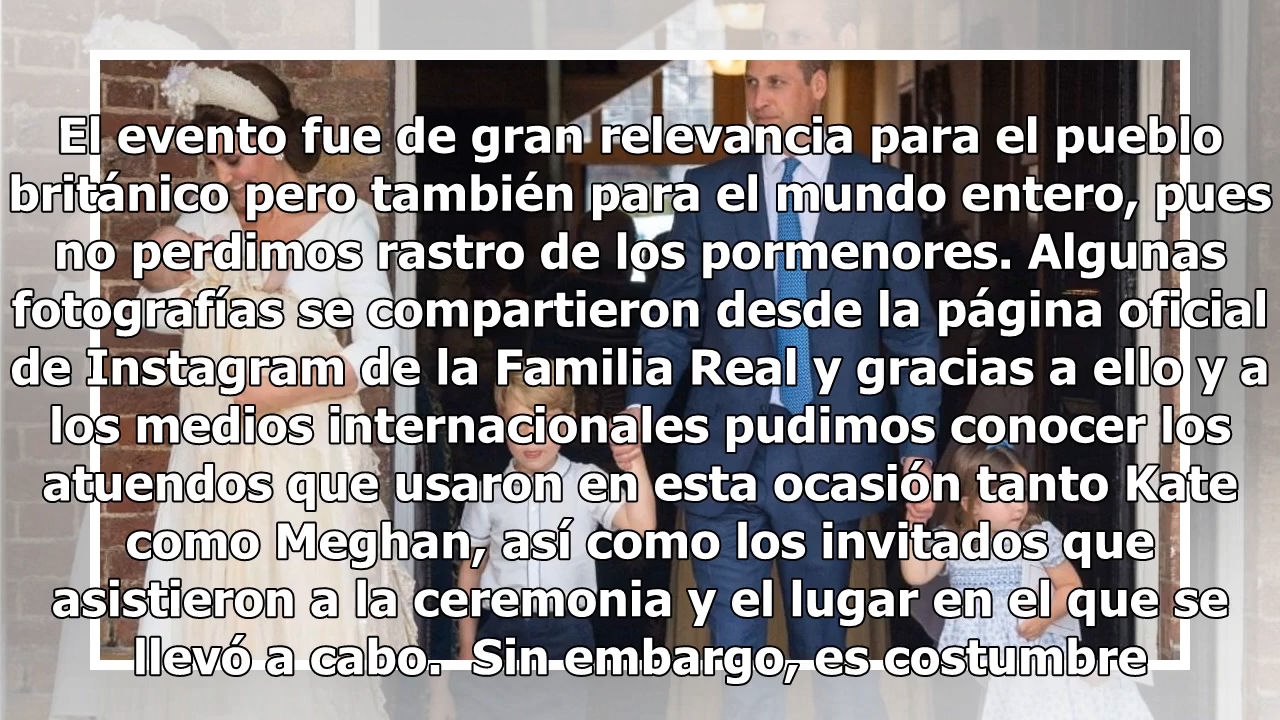 El evento fue de gran relevancia para el pueblo
británico pero también para el mundo entero, pues
no perdimos rastro de los pormenores. Algunas
fotografías se compartieron desde la página oficial
de Instagram de la Familia Real y gracias a ello y a
los medios internacionales pudimos conocer los
atuendos que usaron en esta ocasión tanto Kate
como Meghan, así como los invitados que
asistieron a la ceremonia y el lugar en el que se
llevó a cabo.  Sin embargo, es costumbre